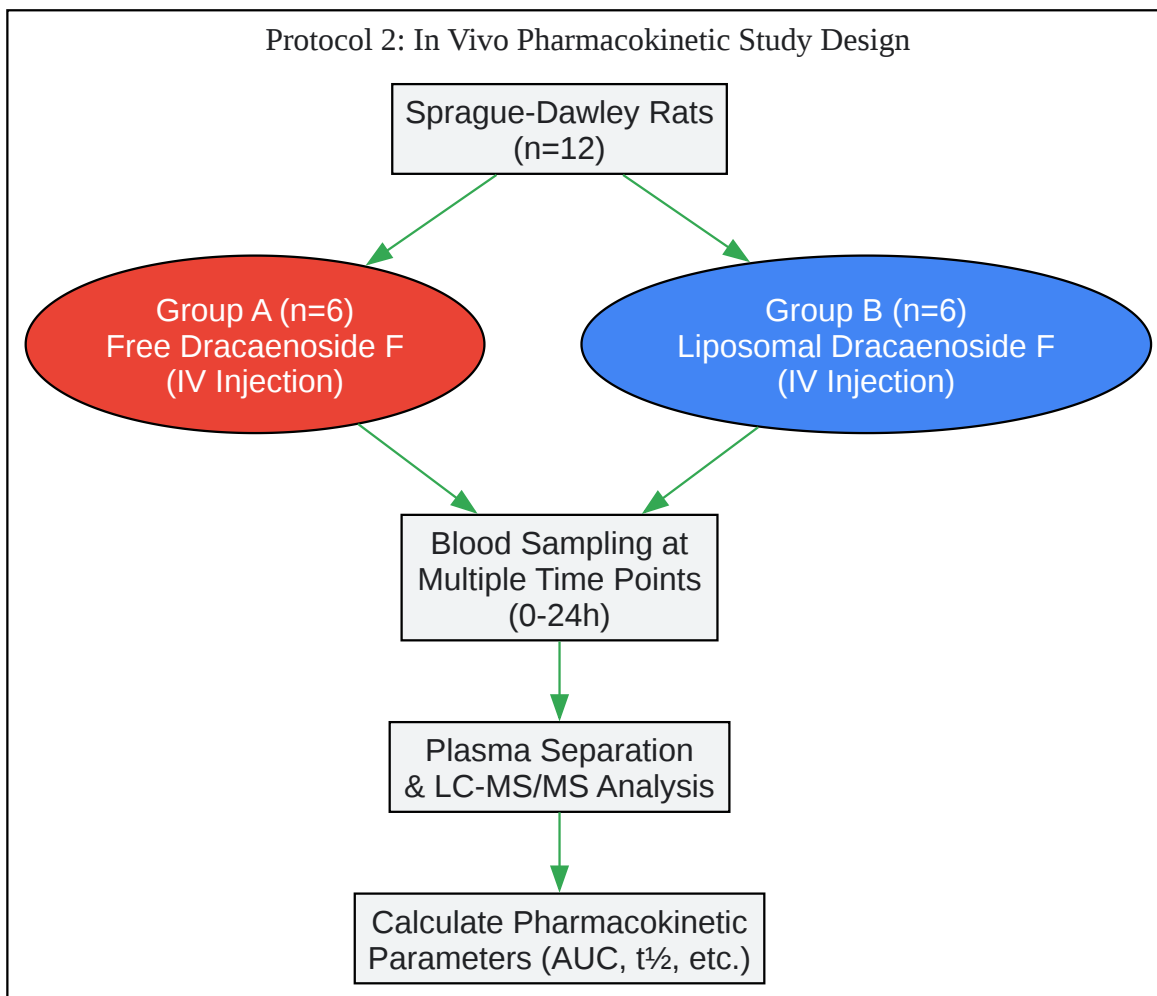 Protocol 2: In Vivo Pharmacokinetic Study Design
Sprague-Dawley Rats
(n=12)
Group A (n=6)
Free Dracaenoside F
(IV Injection)
Group B (n=6)
Liposomal Dracaenoside F
(IV Injection)
Blood Sampling at
Multiple Time Points
(0-24h)
Plasma Separation
& LC-MS/MS Analysis
Calculate Pharmacokinetic
Parameters (AUC, t½, etc.)